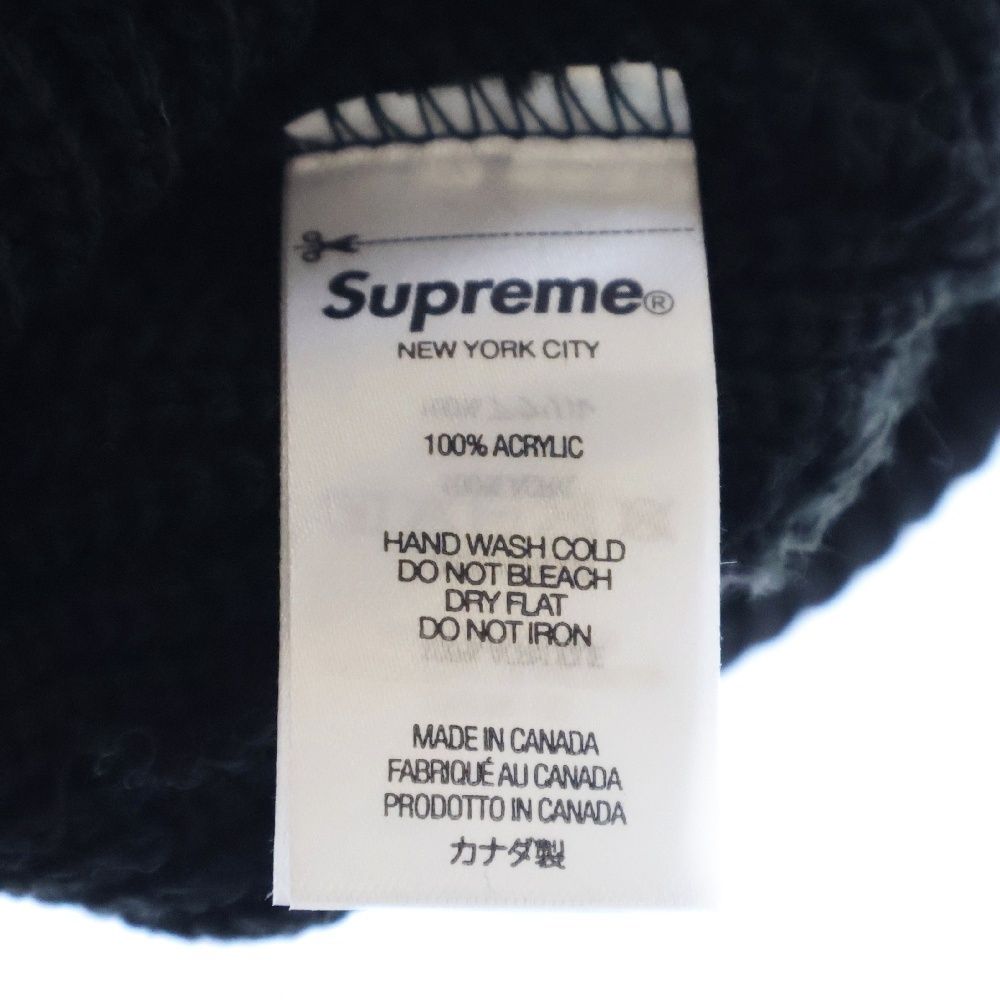 Supreme®
NEW YORK CITY
100% ACRYLIC
HAND WASH COLD
DO NOT BLEACH
DRY FLAT
DO NOT IRON
MADE IN CANADA
FABRIQUÉ AU CANADA
PRODOTTO IN CANADA
カナダ製